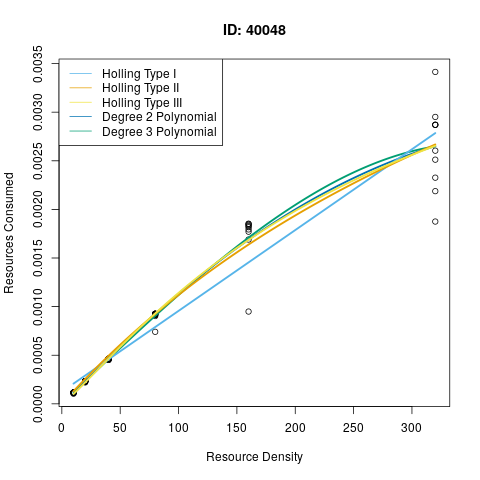 ID: 40048
Holling Type I
Holling Type II
Holling Type III
Degree 2 Polynomial
Degree 3 Polynomial
Resources Consumed
0.0035
0.0030
0.0025
0.0020
0.0015
0.0010
0.0005
0.0000
0 50 100 150 200 250 300
Resource Density